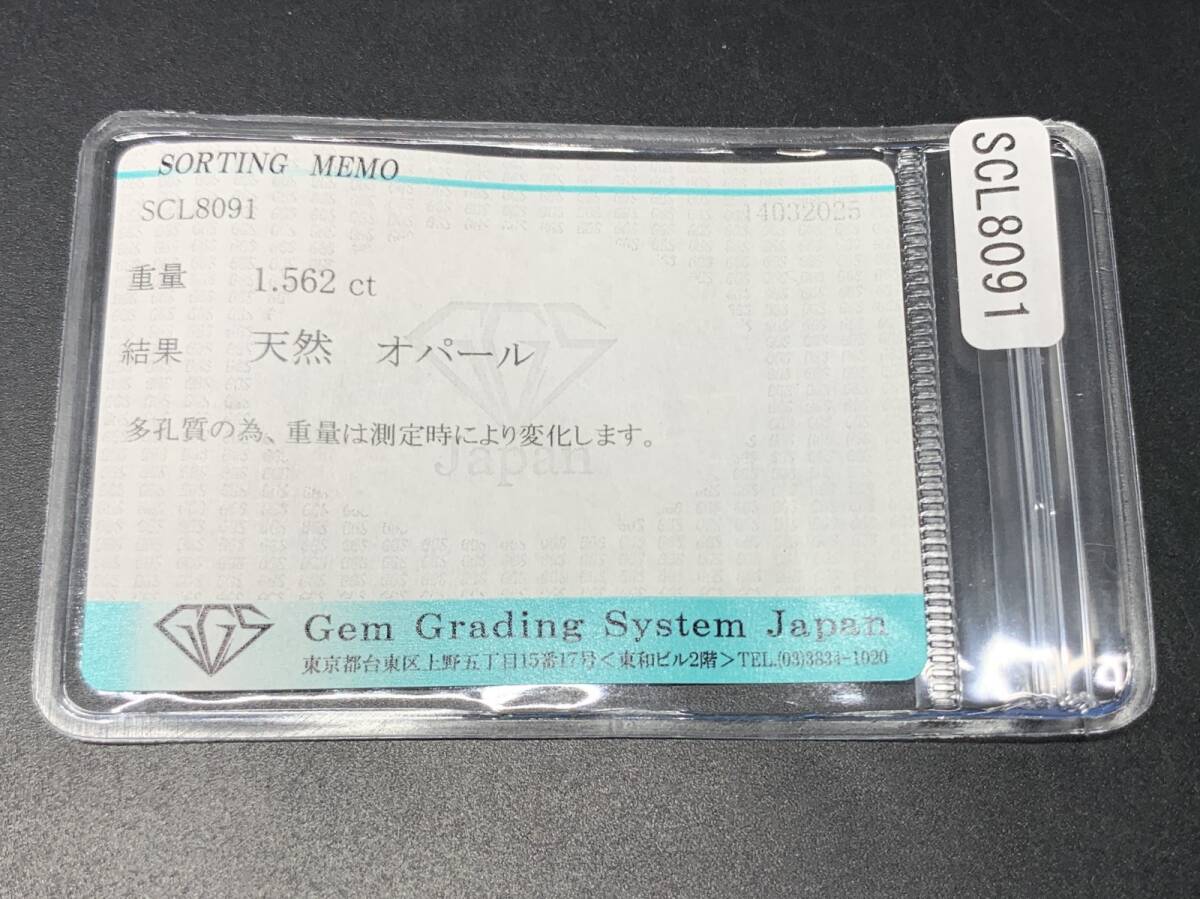 SORTING MEMO
SCL8091 14032025
重量 1.562 ct
結果 天然 オパール
多孔質の為、重量は測定時により変化します。
GGS
Japan
GGS Gem Grading System Japan
東京都台東区上野五丁目15番17号<東和ビル2階>TEL.(03)3834-1020
SCL8091